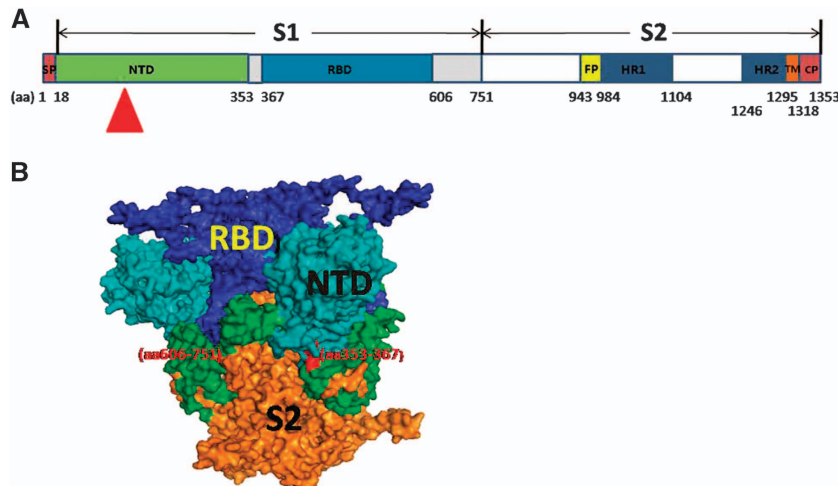 A
S1 S2
SP NTD RBD FP HR1 HR2 TM CP
(aa) 1 18 353 367 606 751 943 984 1104 1295 1353
1246 1318
B
RBD
NTD
(aa606-751) (aa353-367)
S2